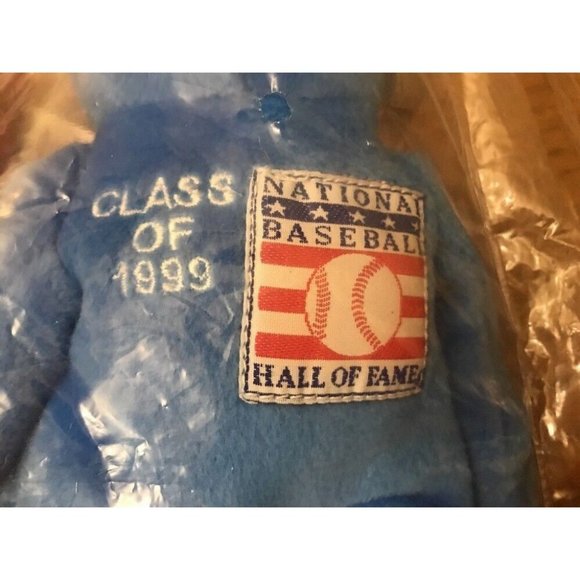 CLASS
OF
1999
NATIONAL
BASEBALL
HALL OF FAME